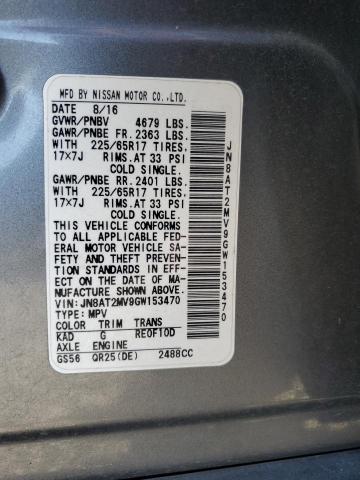 MFD BY NISSAN MOTOR CO.,LTD.
DATE 8/16
GVWR/PNBV 4679 LBS.
GAWR/PNBE FR. 2363 LBS.
WITH 225/65R17 TIRES,
17×7J RIMS,AT 33 PSI
COLD SINGLE.
GAWR/PNBE RR. 2401 LBS.
WITH 225/65R17 TIRES,
17×7J RIMS,AT 33 PSI
COLD SINGLE.
THIS VEHICLE CONFORMS
TO ALL APPLICABLE FED-
ERAL MOTOR VEHICLE SA-
FETY AND THEFT PREVEN-
TION STANDARDS IN EFF-
ECT ON THE DATE OF MA-
NUFACTURE SHOWN ABOVE.
VIN: JN8AT2MV9GW153470
TYPE: MPV
COLOR TRIM TRANS
KAD G RE0F10D
AXLE ENGINE
GS56 QR25(DE) 2488CC
JN8AT2MV9GW153470